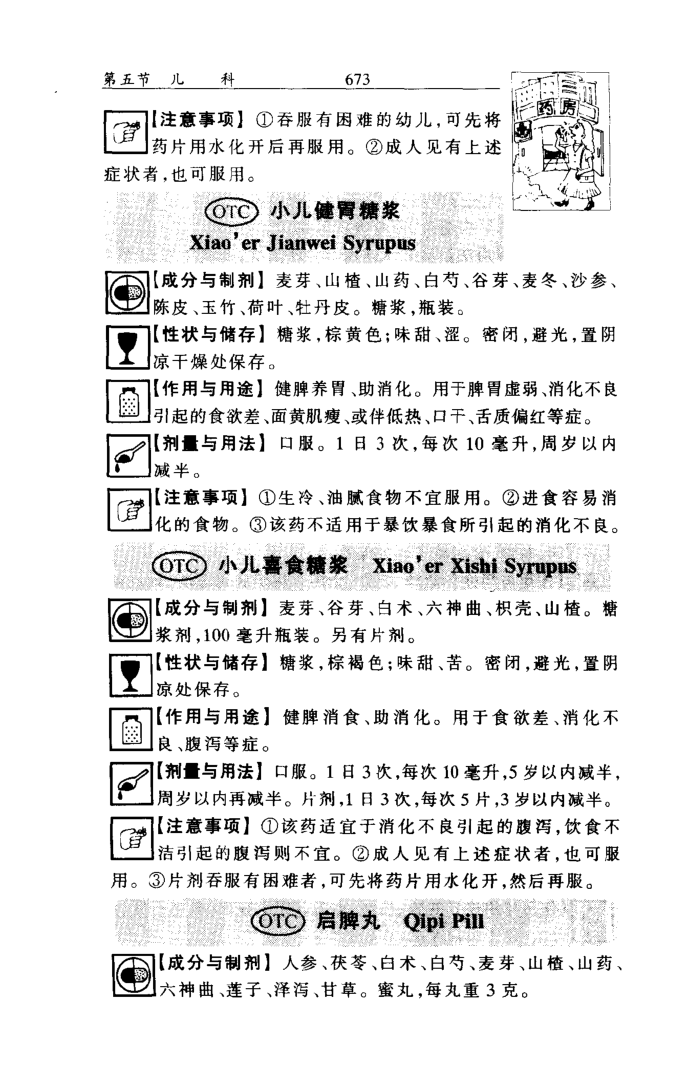 第五节 儿 科 673
药房
【注意事项】 ①吞服有困难的幼儿,可先将
药片用水化开后再服用。②成人见有上述
症状者,也可服用。
OTC 小儿健胃糖浆
Xiao'er Jianwei Syrupus
【成分与制剂】 麦芽、山楂、山药、白芍、谷芽、麦冬、沙参、
陈皮、玉竹、荷叶、牡丹皮。糖浆,瓶装。
【性状与储存】 糖浆,棕黄色;味甜、涩。密闭,避光,置阴
凉干燥处保存。
【作用与用途】 健脾养胃、助消化。用于脾胃虚弱、消化不良
引起的食欲差、面黄肌瘦、或伴低热、口干、舌质偏红等症。
【剂量与用法】 口服。1 日 3 次,每次 10 毫升,周岁以内
减半。
【注意事项】 ①生冷、油腻食物不宜服用。②进食容易消
化的食物。③该药不适用于暴饮暴食所引起的消化不良。
OTC 小儿喜食糖浆 Xiao'er Xishi Syrupus
【成分与制剂】 麦芽、谷芽、白术、六神曲、枳壳、山楂。糖
浆剂,100 毫升瓶装。另有片剂。
【性状与储存】 糖浆,棕褐色;味甜、苦。密闭,避光,置阴
凉处保存。
【作用与用途】 健脾消食、助消化。用于食欲差、消化不
良、腹泻等症。
【剂量与用法】 口服。1 日 3 次,每次 10 毫升,5 岁以内减半,
周岁以内再减半。片剂,1 日 3 次,每次 5 片,3 岁以内减半。
【注意事项】 ①该药适宜于消化不良引起的腹泻,饮食不
洁引起的腹泻则不宜。②成人见有上述症状者,也可服
用。③片剂吞服有困难者,可先将药片用水化开,然后再服。
OTC 启脾丸 Qipi Pill
【成分与制剂】 人参、茯苓、白术、白芍、麦芽、山楂、山药、
六神曲、莲子、泽泻、甘草。蜜丸,每丸重 3 克。